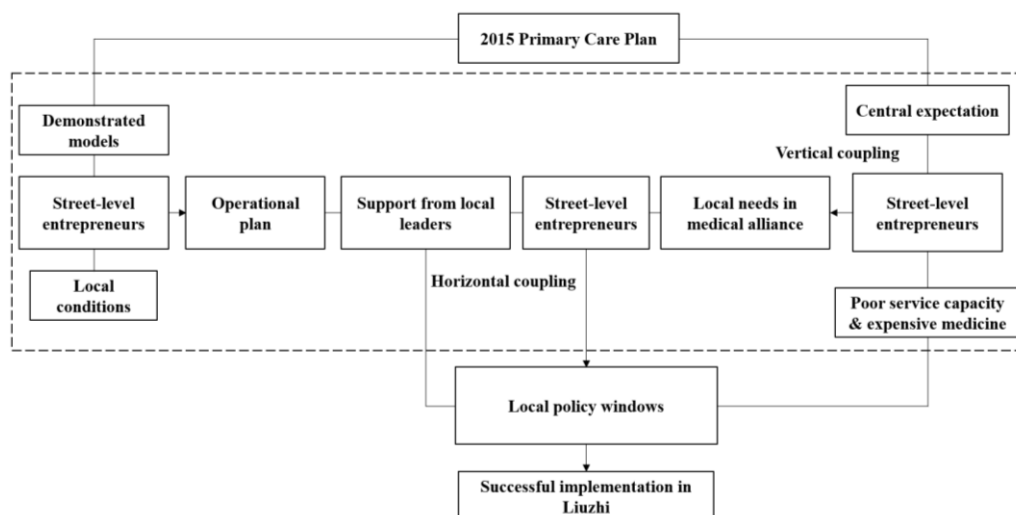 2015 Primary Care Plan
Demonstrated
models
Central expectation
Vertical coupling
Street-level
entrepreneurs
Operational
plan
Support from local
leaders
Street-level
entrepreneurs
Local needs in
medical alliance
Street-level
entrepreneurs
Local
conditions
Horizontal coupling
Poor service capacity
& expensive medicine
Local policy windows
Successful implementation in
Liuzhi